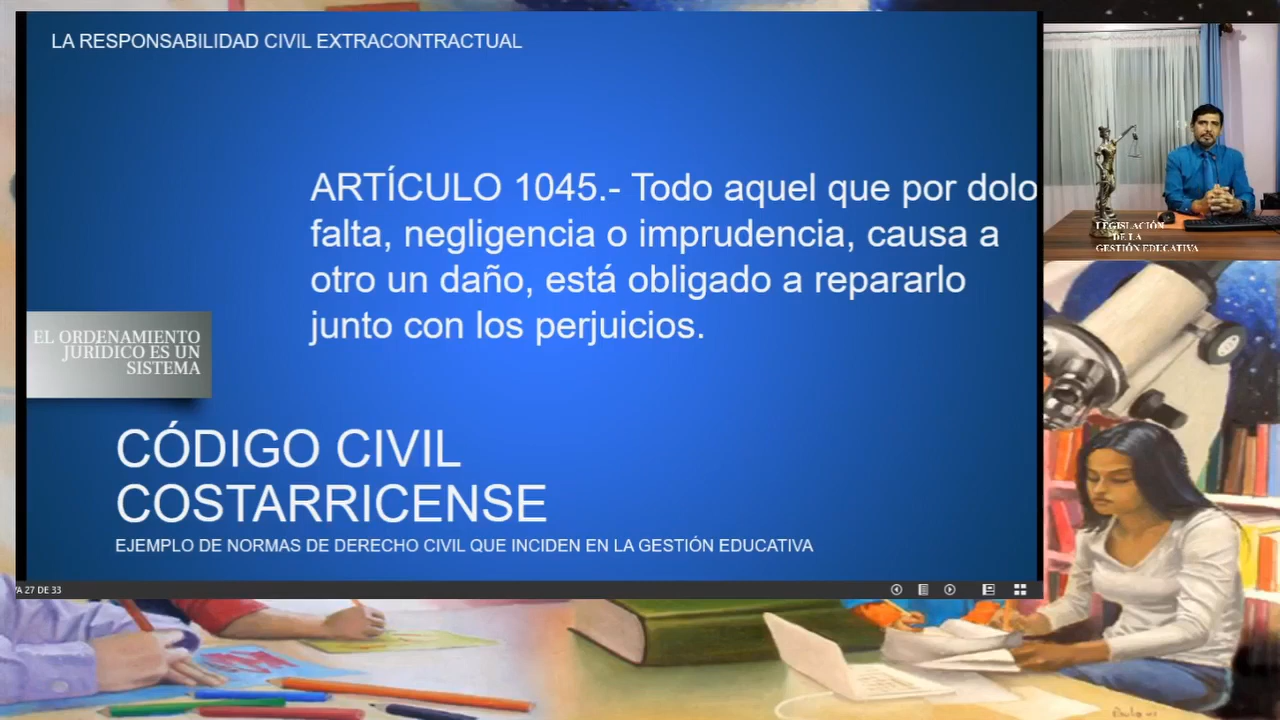 LA RESPONSABILIDAD CIVIL EXTRACONTRACTUAL
ARTÍCULO 1045.- Todo aquel que por dolo
falta, negligencia o imprudencia, causa a
otro un daño, está obligado a repararlo
junto con los perjuicios.
EL ORDENAMIENTO
JURIDICO ES UN
SISTEMA
CÓDIGO CIVIL
COSTARRICENSE
EJEMPLO DE NORMAS DE DERECHO CIVIL QUE INCIDEN EN LA GESTIÓN EDUCATIVA
27 DE 33
LEGISLACIÓN
DE LA
GESTIÓN EDUCATIVA